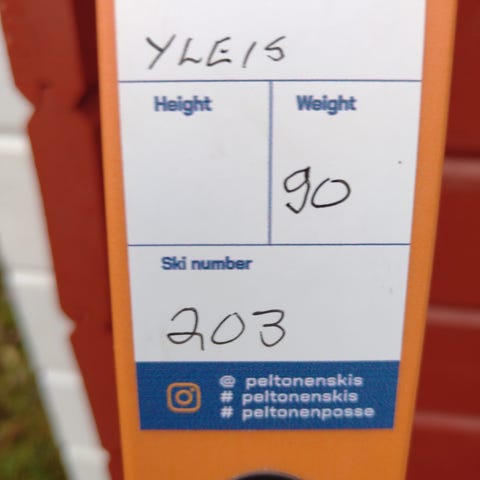 YLEIS
Height Weight
90
Ski number
203
@ peltonenskis
# peltonenskis
# peltonenposse